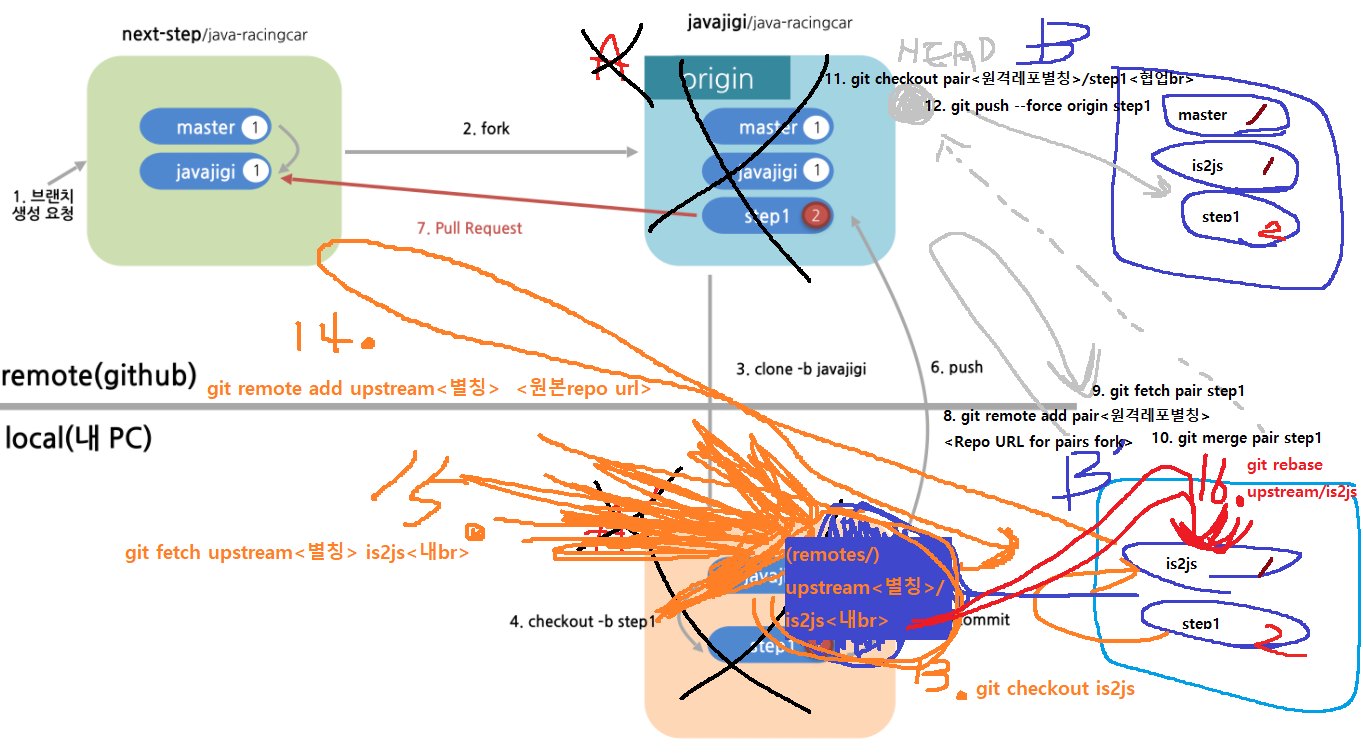 next-step/java-racingcar
javajigi/java-racingcar
HEAD
B
A
origin
11. git checkout pair<원격레포별칭>/step1<협업br>
12. git push --force origin step1
master 1
javajigi 1
2. fork
master 1
javajigi 1
step1 2
master 1
is2js 1
step1 2
1. 브랜치
생성 요청
7. Pull Request
14.
remote(github)
git remote add upstream<별칭> <원본repo url>
3. clone -b javajigi
6. push
9. git fetch pair step1
8. git remote add pair<원격레포별칭>
<Repo URL for pairs fork>
10. git merge pair step1
local(내 PC)
B'
16.
git rebase
upstream/is2js
15.
git fetch upstream<별칭> is2js<내br>
(remotes/)
upstream<별칭>/
is2js<내br>
is2js 1
step1 2
4. checkout -b step1
step1
ommit
13.
git checkout is2js